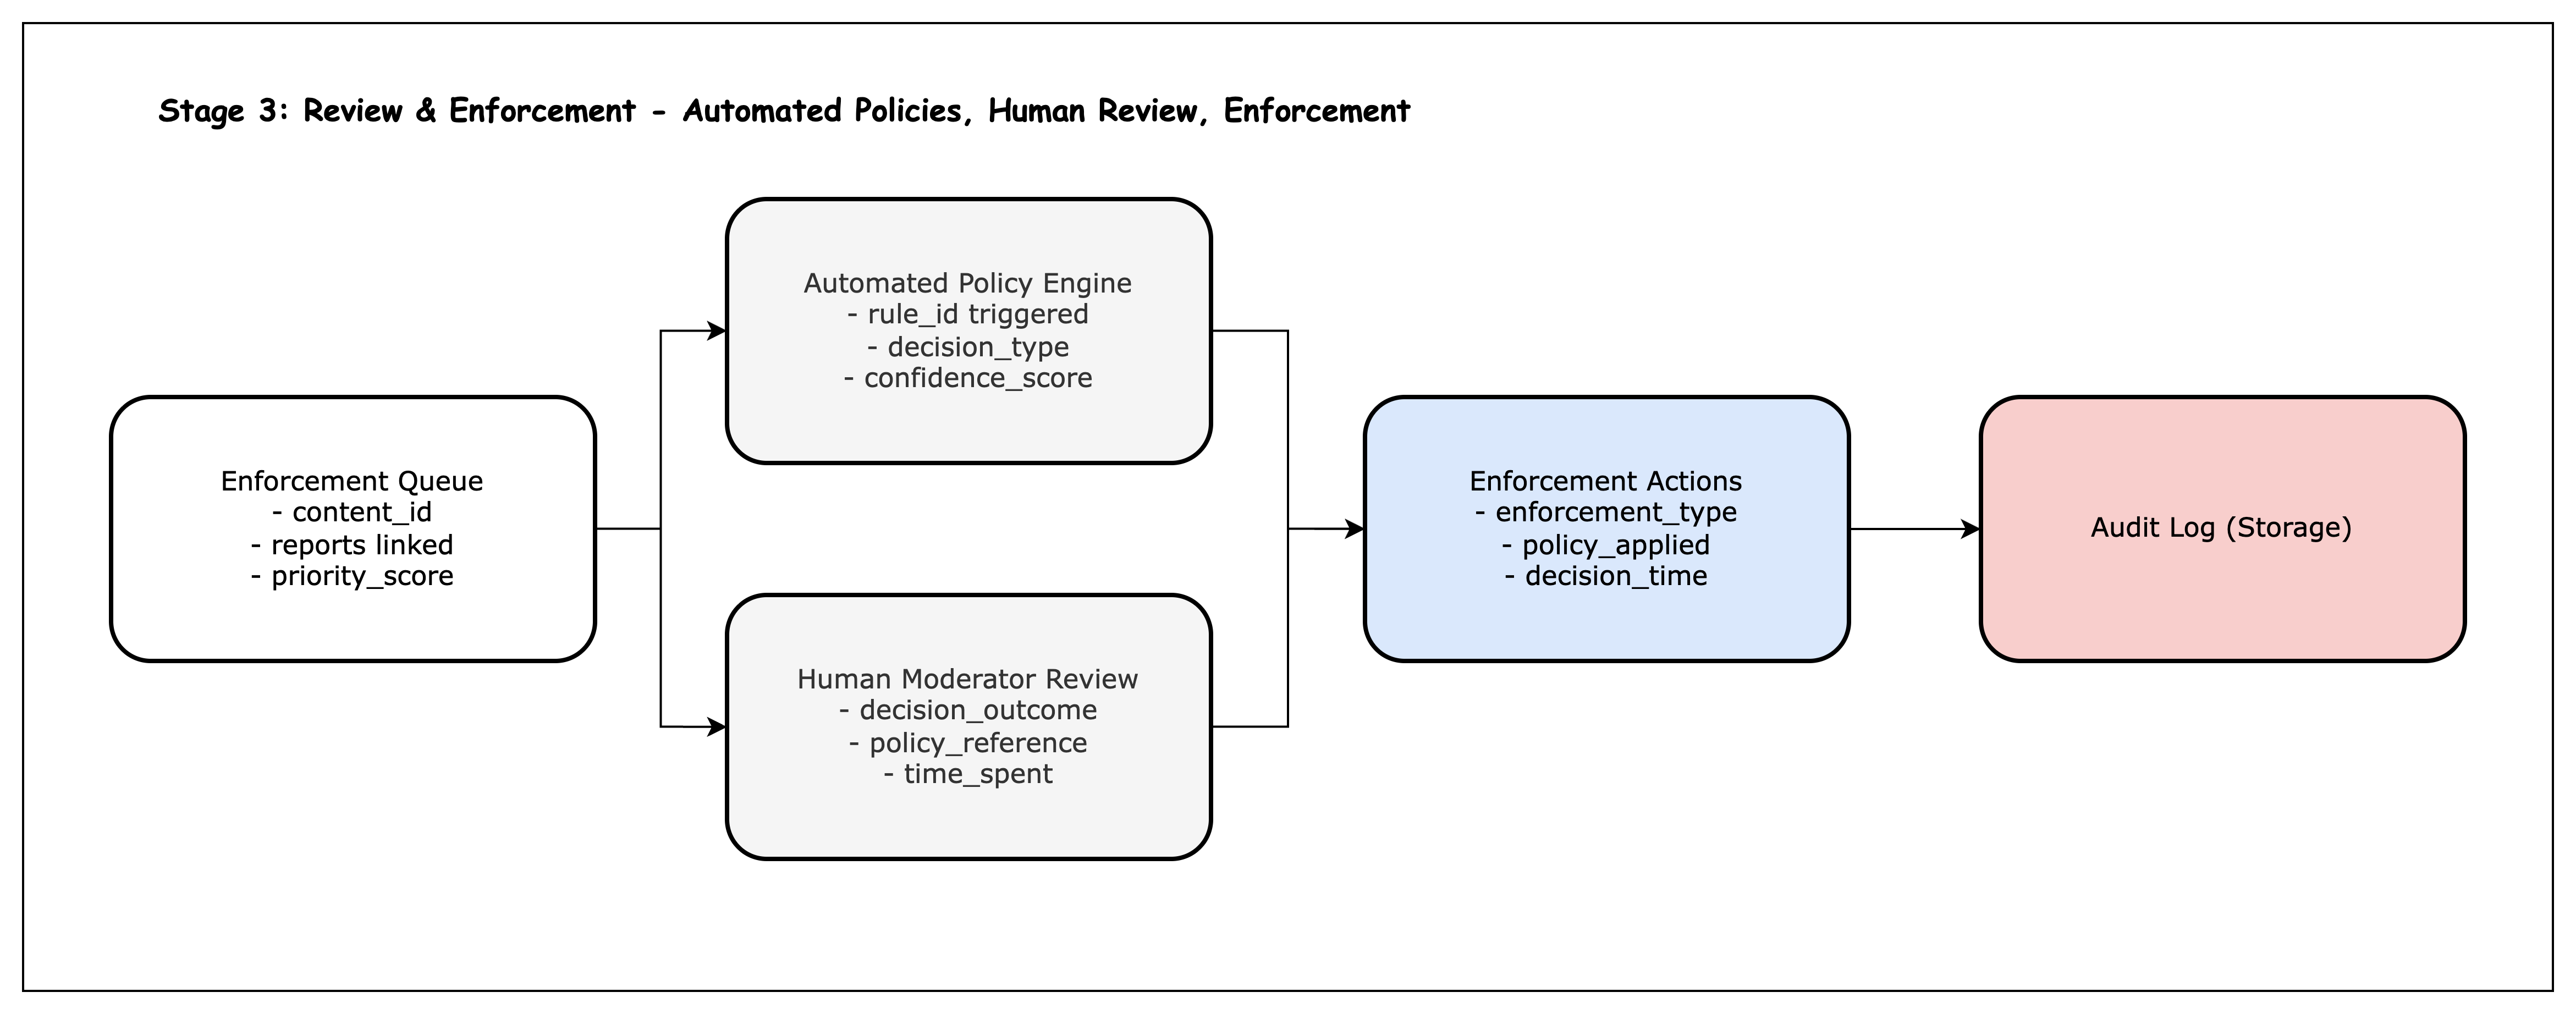 Stage 3: Review & Enforcement - Automated Policies, Human Review, Enforcement
Enforcement Queue
- content_id
- reports linked
- priority_score
Automated Policy Engine
- rule_id triggered
- decision_type
- confidence_score
Human Moderator Review
- decision_outcome
- policy_reference
- time_spent
Enforcement Actions
- enforcement_type
- policy_applied
- decision_time
Audit Log (Storage)